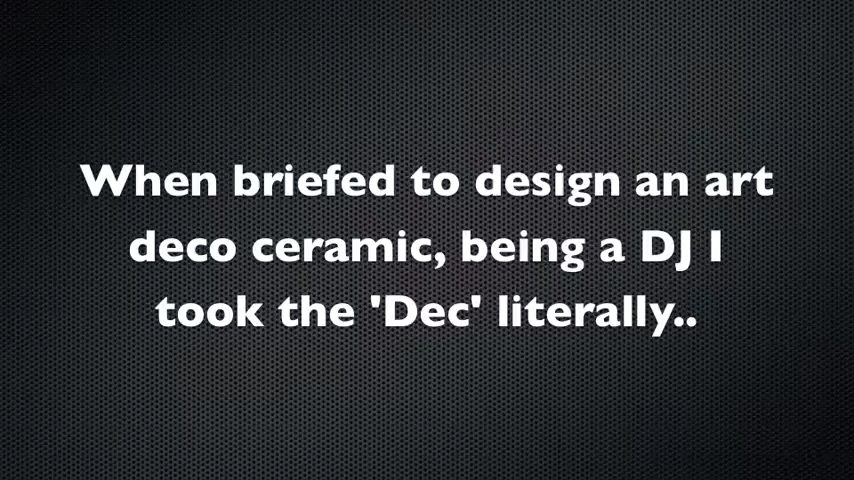 When briefed to design an art
deco ceramic, being a DJ I
took the 'Dec' literally..